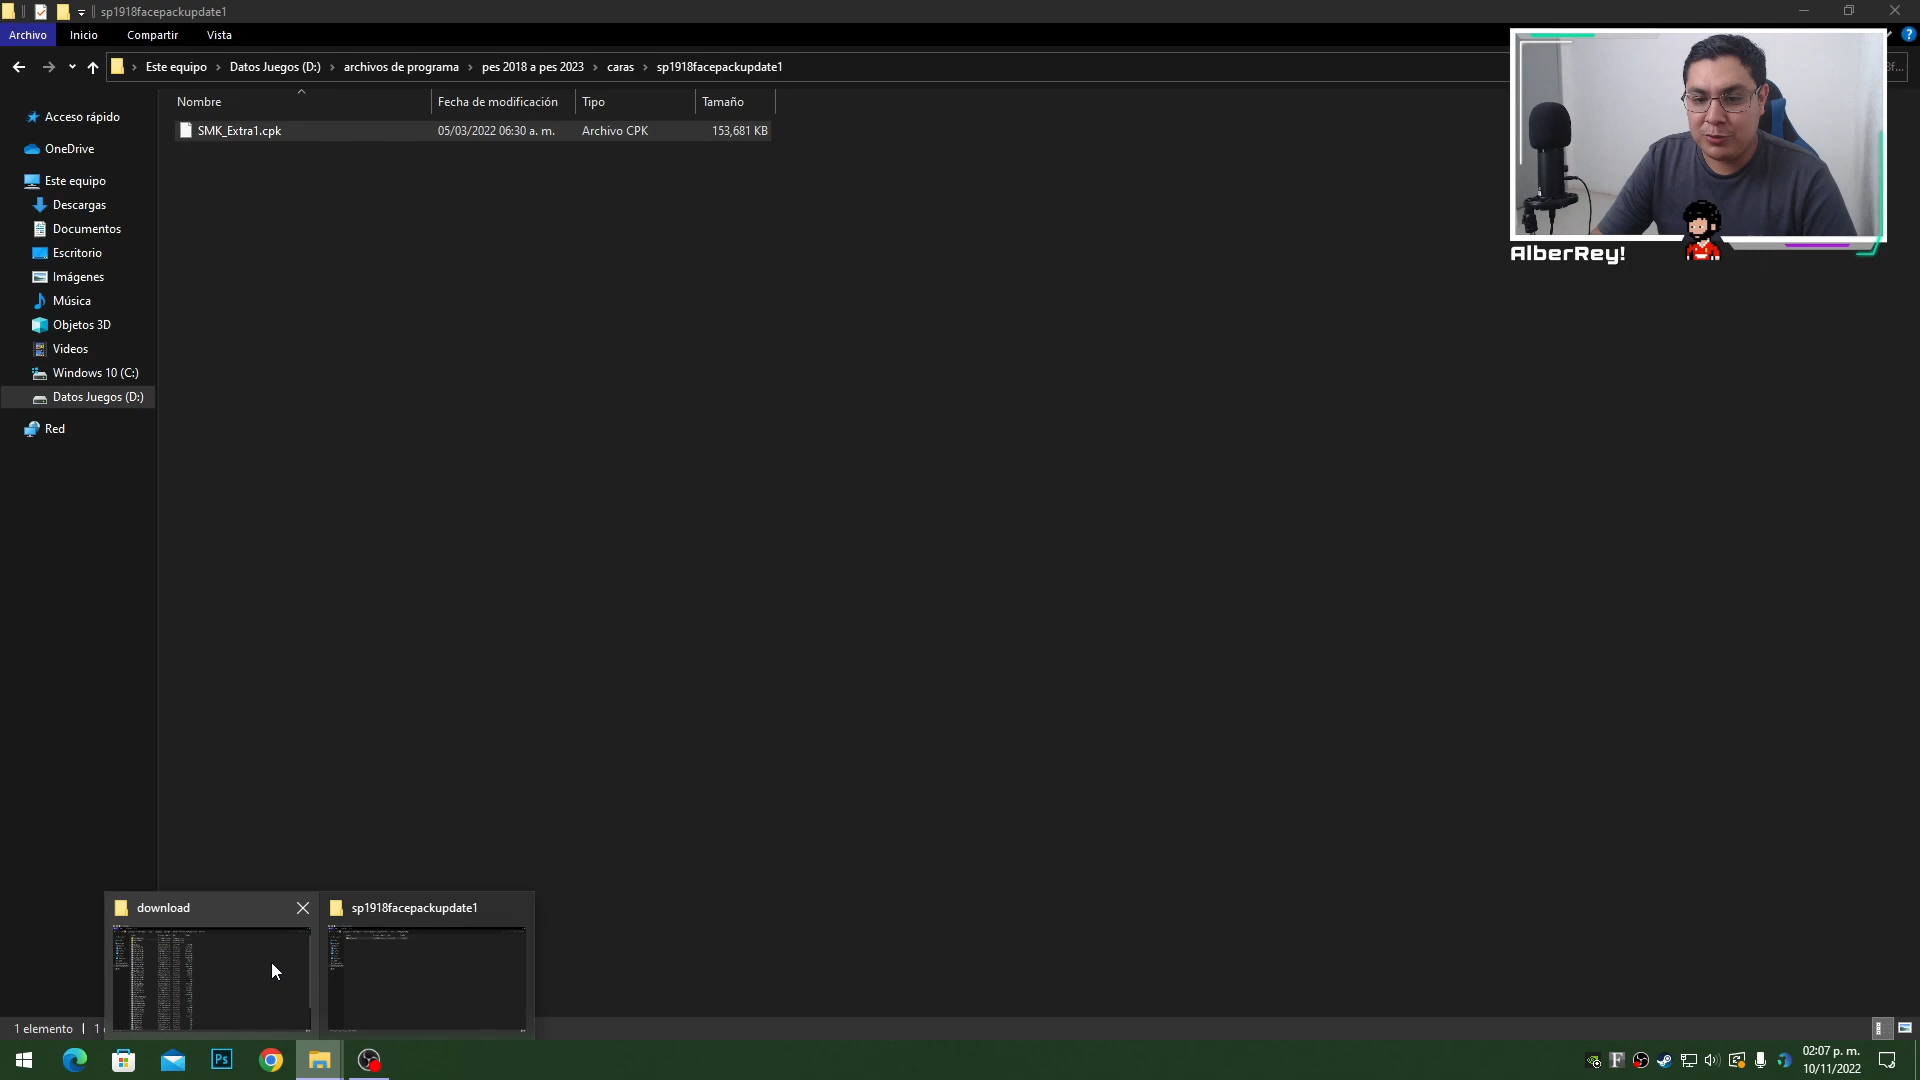 sp1918facepackupdate1
Archivo Inicio Compartir Vista
Este equipo Datos Juegos (D:) archivos de programa pes 2018 a pes 2023 caras sp1918facepackupdate1
Nombre Fecha de modificación Tipo Tamaño
SMK_Extra1.cpk 05/03/2022 06:30 a. m. Archivo CPK 153,681 KB
Acceso rápido
OneDrive
Este equipo
Descargas
Documentos
Escritorio
Imágenes
Música
Objetos 3D
Videos
Windows 10 (C:)
Datos Juegos (D:)
Red
AlberRey!
download
sp1918facepackupdate1
1 elemento 1
Ps
02:07 p. m.
10/11/2022